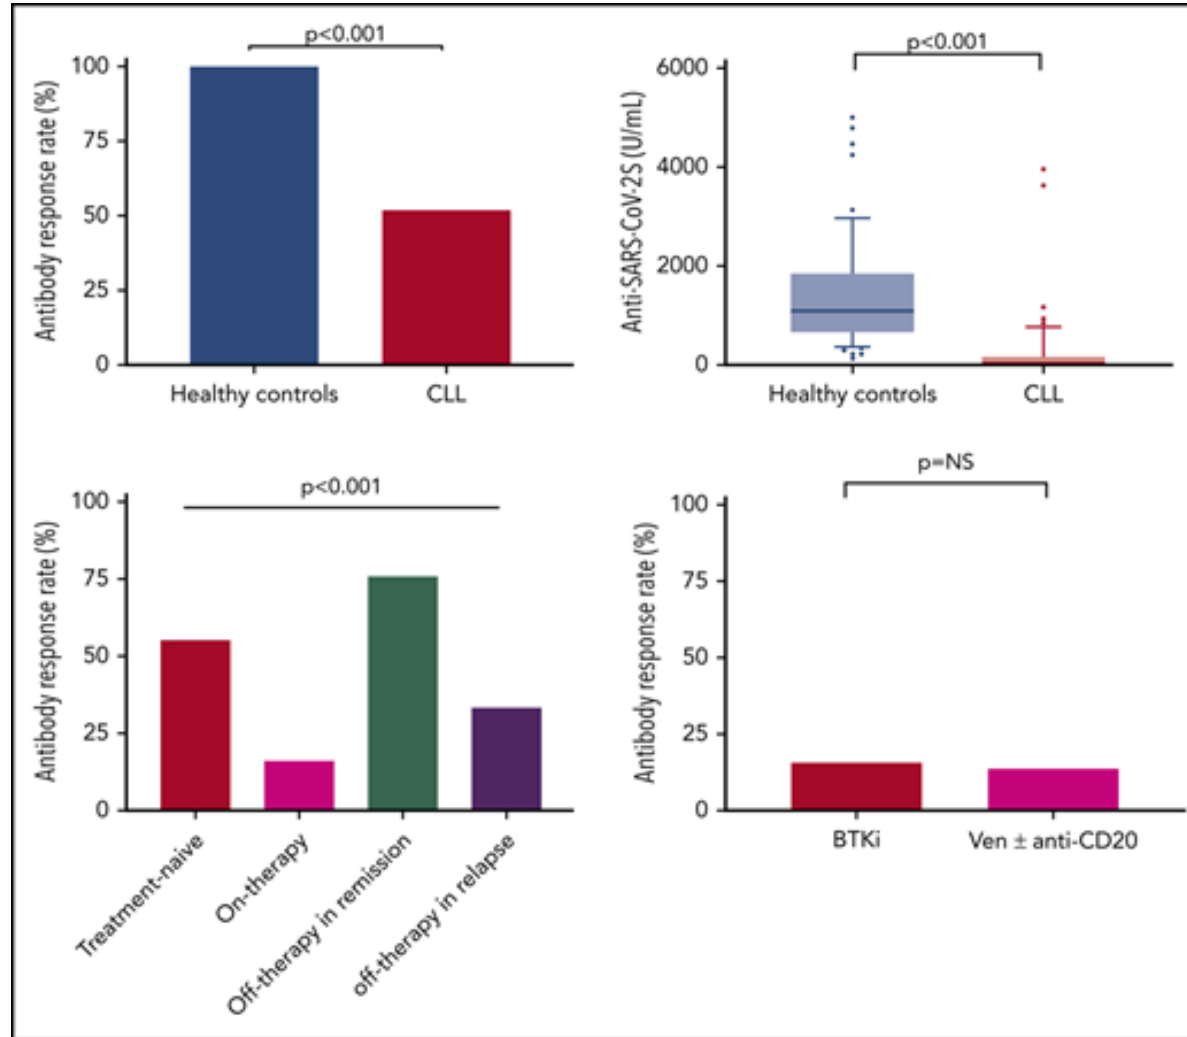 p<0.001
Antibody response rate (%)
100
75
50
25
0
Healthy controls
CLL
p<0.001
Anti-SARS-CoV-2S (U/mL)
6000
4000
2000
0
Healthy controls
CLL
p<0.001
Antibody response rate (%)
100
75
50
25
0
Treatment-naive
On-therapy
Off-therapy in remission
off-therapy in relapse
p=NS
Antibody response rate (%)
100
75
50
25
0
BTKi
Ven ± anti-CD20